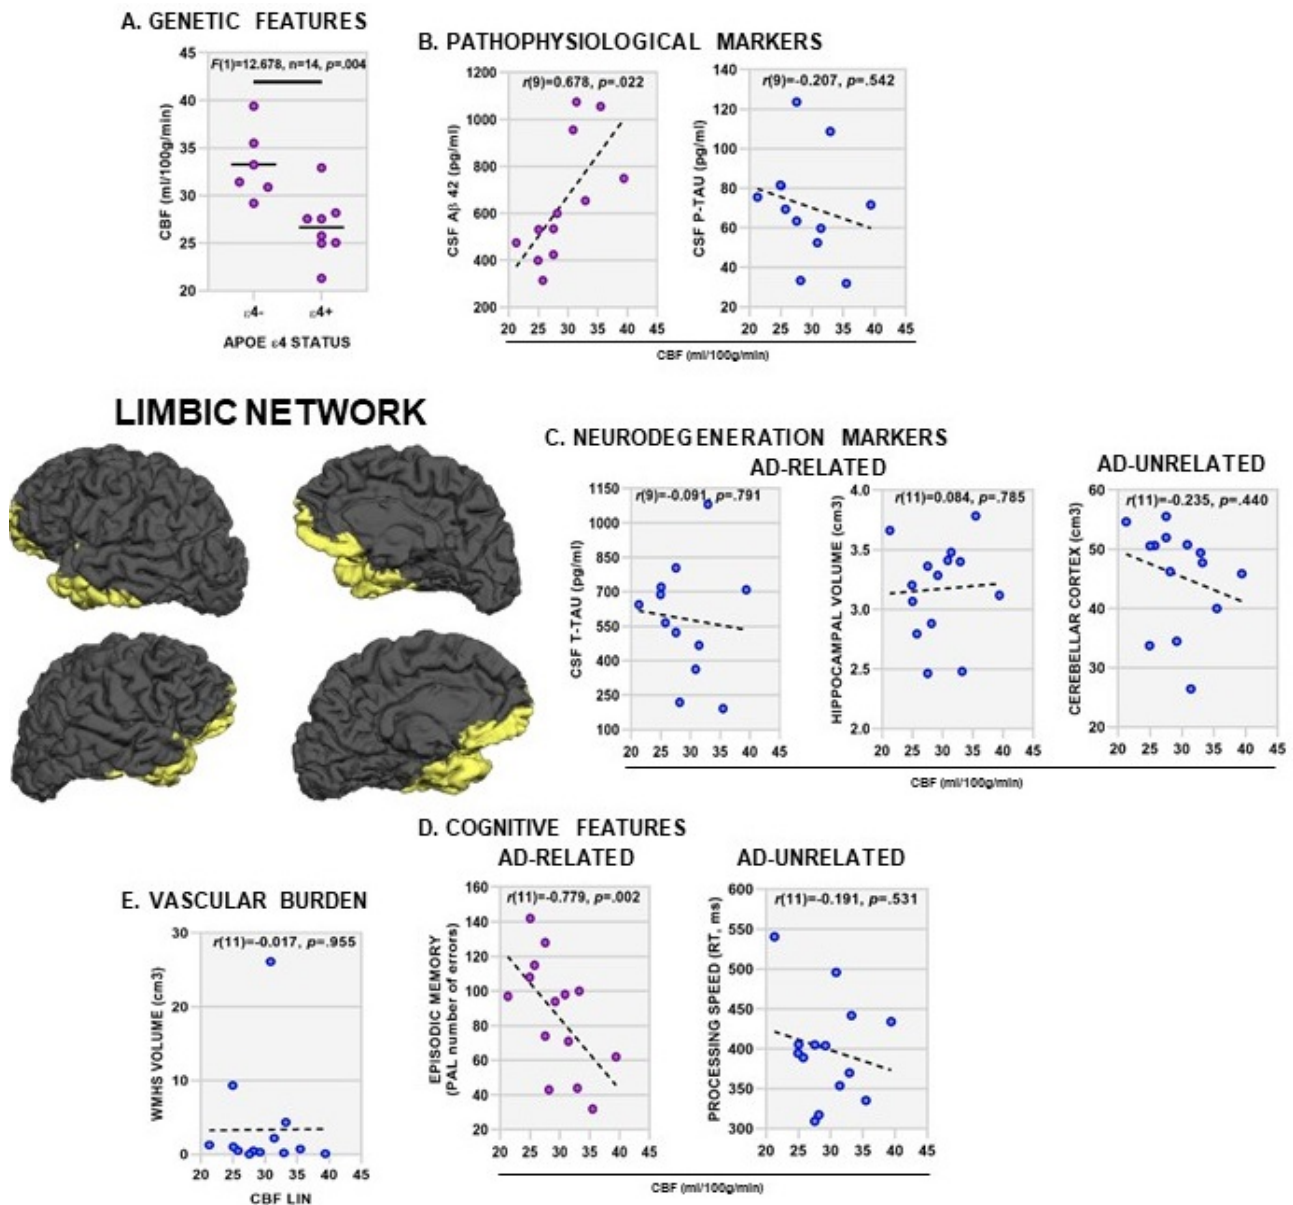 A. GENETIC FEATURES
F(1)=12.678, n=14, p=.004
CBF (ml/100g/min)
45
40
35
30
25
20
ε4-
ε4+
APOE ε4 STATUS
B. PATHOPHYSIOLOGICAL MARKERS
r(9)=0.678, p=.022
CSF Aβ 42 (pg/ml)
1200
1000
800
600
400
200
20 25 30 35 40 45
r(9)=-0.207, p=.542
CSF P-TAU (pg/ml)
140
120
100
80
60
40
20
20 25 30 35 40 45
CBF (ml/100g/min)
LIMBIC NETWORK
C. NEURODEGENERATION MARKERS
AD-RELATED
r(9)=-0.091, p=.791
CSF T-TAU (pg/ml)
1150
1000
850
700
550
400
250
100
20 25 30 35 40 45
r(11)=0.084, p=.785
HIPPOCAMPAL VOLUME (cm3)
4.0
3.5
3.0
2.5
2.0
20 25 30 35 40 45
AD-UNRELATED
r(11)=-0.235, p=.440
CEREBELLAR CORTEX (cm3)
60
50
40
30
20
20 25 30 35 40 45
CBF (ml/100g/min)
D. COGNITIVE FEATURES
AD-RELATED
r(11)=-0.779, p=.002
EPISODIC MEMORY
(PAL number of errors)
160
140
120
100
80
60
40
20
20 25 30 35 40 45
AD-UNRELATED
r(11)=-0.191, p=.531
PROCESSING SPEED (RT, ms)
600
550
500
450
400
350
300
20 25 30 35 40 45
CBF (ml/100g/min)
E. VASCULAR BURDEN
r(11)=-0.017, p=.955
WMHS VOLUME (cm3)
30
20
10
0
20 25 30 35 40 45
CBF LIN